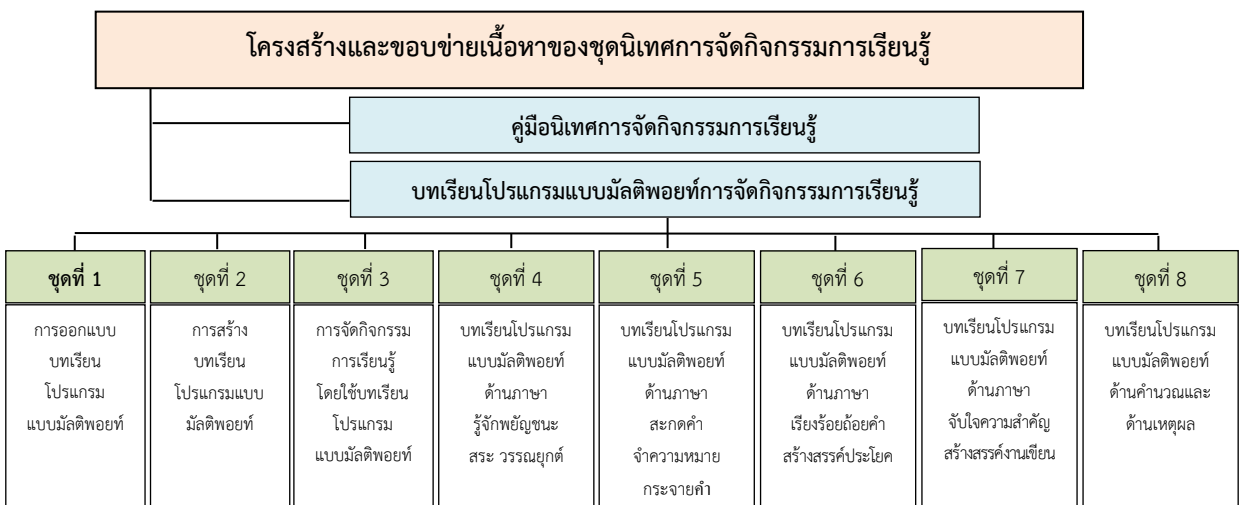 โครงสร้างและขอบข่ายเนื้อหาของชุดนิเทศการจัดกิจกรรมการเรียนรู้
คู่มือนิเทศการจัดกิจกรรมการเรียนรู้
บทเรียนโปรแกรมแบบมัลติพอยท์การจัดกิจกรรมการเรียนรู้
ชุดที่ 1
การออกแบบ
บทเรียน
โปรแกรม
แบบมัลติพอยท์
ชุดที่ 2
การสร้าง
บทเรียน
โปรแกรมแบบ
มัลติพอยท์
ชุดที่ 3
การจัดกิจกรรม
การเรียนรู้
โดยใช้บทเรียน
โปรแกรม
แบบมัลติพอยท์
ชุดที่ 4
บทเรียนโปรแกรม
แบบมัลติพอยท์
ด้านภาษา
รู้จักพยัญชนะ
สระ วรรณยุกต์
ชุดที่ 5
บทเรียนโปรแกรม
แบบมัลติพอยท์
ด้านภาษา
สะกดคำ
จำความหมาย
กระจายคำ
ชุดที่ 6
บทเรียนโปรแกรม
แบบมัลติพอยท์
ด้านภาษา
เรียงร้อยถ้อยคำ
สร้างสรรค์ประโยค
ชุดที่ 7
บทเรียนโปรแกรม
แบบมัลติพอยท์
ด้านภาษา
จับใจความสำคัญ
สร้างสรรค์งานเขียน
ชุดที่ 8
บทเรียนโปรแกรม
แบบมัลติพอยท์
ด้านคำนวณและ
ด้านเหตุผล